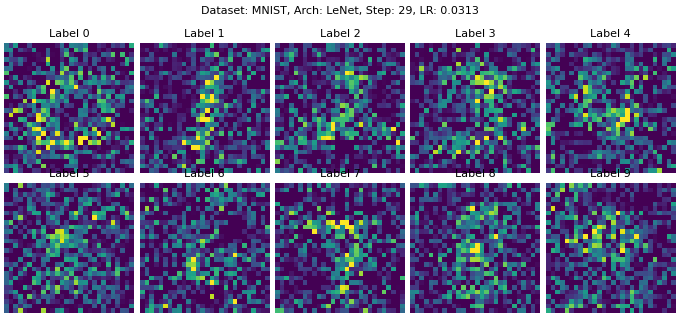 Dataset: MNIST, Arch: LeNet, Step: 29, LR: 0.0313
Label 0 Label 1 Label 2 Label 3 Label 4
Label 5 Label 6 Label 7 Label 8 Label 9